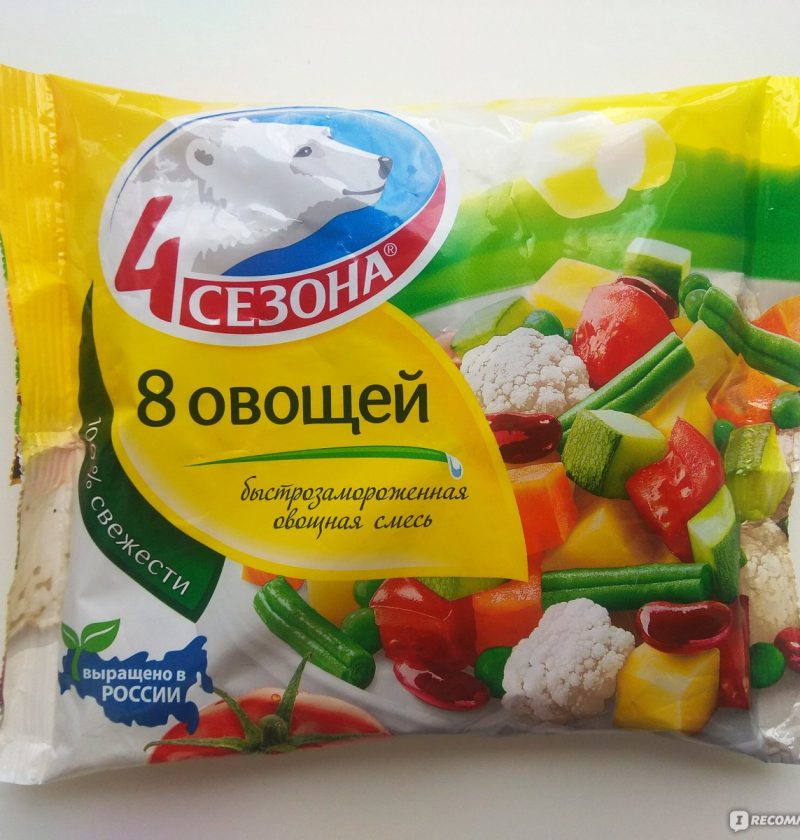 4 СЕЗОНА®
8 овощей
быстрозамороженная
овощная смесь
100% свежести
выращено в
РОССИИ